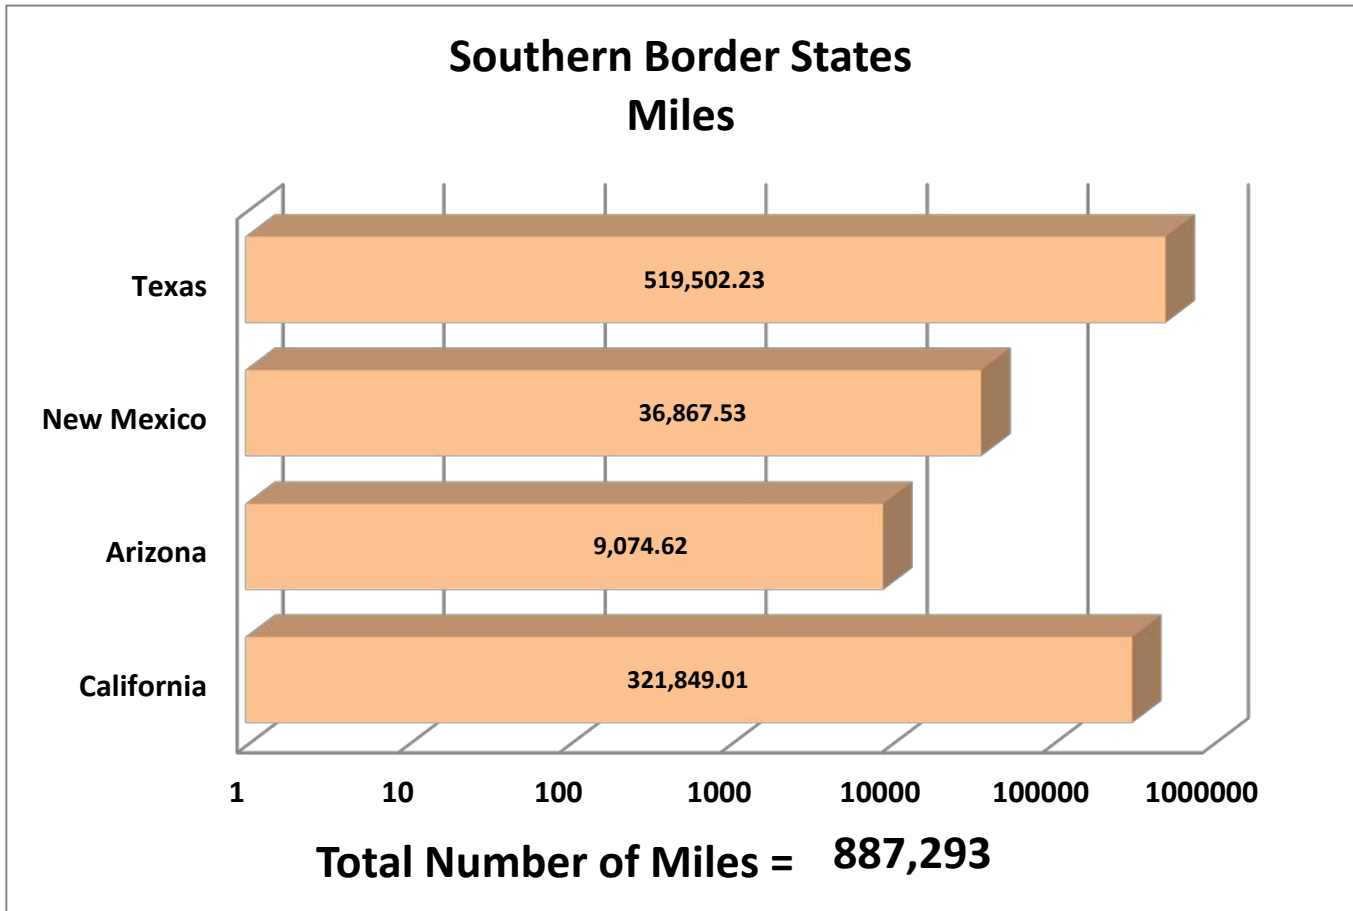 Southern Border States
Miles
Texas
519,502.23
New Mexico
36,867.53
Arizona
9,074.62
California
321,849.01
1 10 100 1000 10000 100000 1000000
Total Number of Miles = 887,293